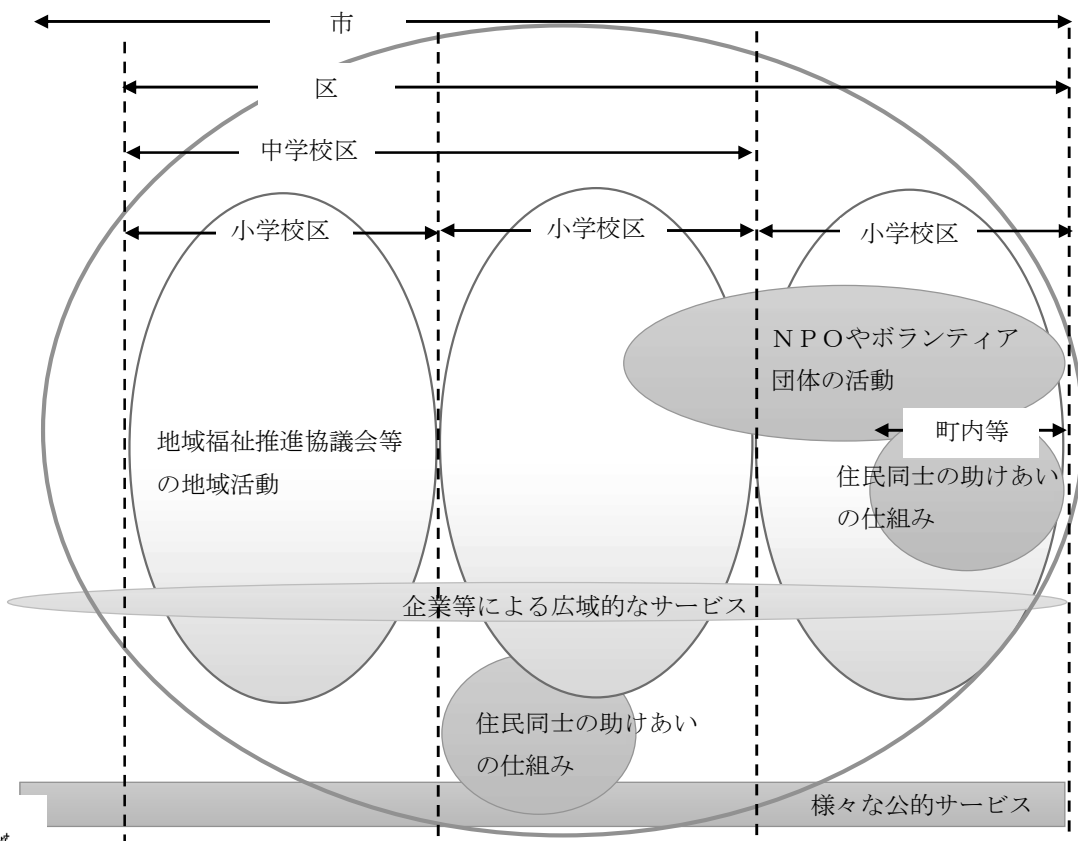 市
区
中学校区
小学校区
小学校区
小学校区
NPOやボランティア
団体の活動
町内等
地域福祉推進協議会等
の地域活動
住民同士の助けあい
の仕組み
企業等による広域的なサービス
住民同士の助けあい
の仕組み
様々な公的サービス